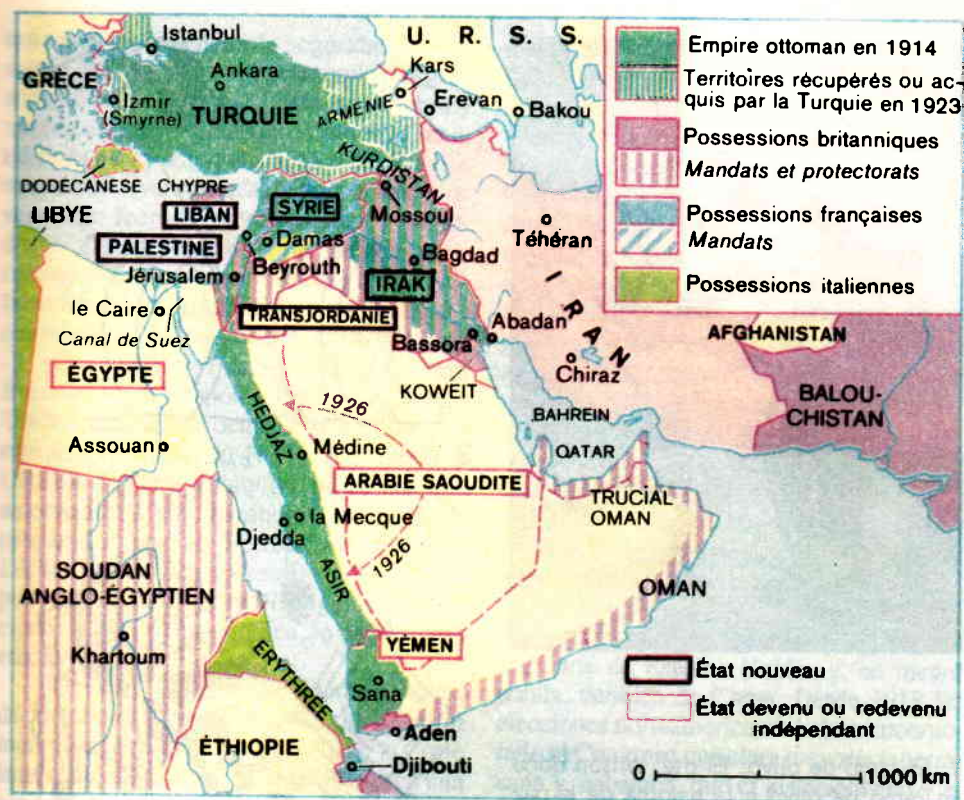 U. R. S. S.
Istanbul
Ankara
Kars
GRÈCE
Izmir
(Smyrne)
TURQUIE
ARMÉNIE
Erevan
Bakou
KURDISTAN
DODECANESE
CHYPRE
LIBYE
LIBAN
SYRIE
Mossoul
PALESTINE
Damas
Bagdad
Téhéran
Jérusalem
Beyrouth
IRAK
IRAN
le Caire
TRANSJORDANIE
Abadan
Canal de Suez
Bassora
AFGHANISTAN
ÉGYPTE
KOWEIT
Chiraz
BALOU-
CHISTAN
HEDJAZ
1926
BAHREIN
Assouan
Médine
QATAR
ARABIE SAOUDITE
TRUCIAL
OMAN
la Mecque
Djedda
1926
ASIR
SOUDAN
ANGLO-ÉGYPTIEN
OMAN
Khartoum
YÉMEN
ERYTHRÉE
Sana
ÉTHIOPIE
Aden
Djibouti
Empire ottoman en 1914
Territoires récupérés ou ac-
quis par la Turquie en 1923
Possessions britanniques
Mandats et protectorats
Possessions françaises
Mandats
Possessions italiennes
État nouveau
État devenu ou redevenu
indépendant
0 1000 km